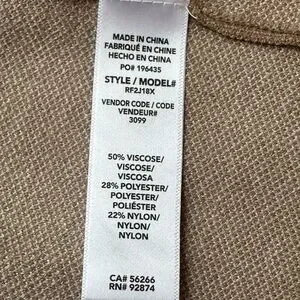 MADE IN CHINA
FABRIQUÉ EN CHINE
HECHO EN CHINA
PO# 196435
STYLE / MODEL#
RF2J18X
VENDOR CODE / CODE
VENDEUR#
3099
50% VISCOSE/
VISCOSE/
VISCOSA
28% POLYESTER/
POLYESTER/
POLIÉSTER
22% NYLON/
NYLON/
NYLON
CA# 56266
RN# 92874